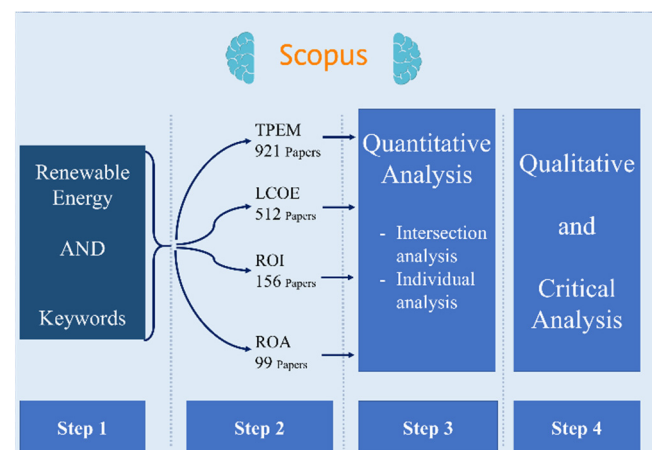 Scopus
Renewable
Energy
AND
Keywords
TPEM
921 Papers
LCOE
512 Papers
ROI
156 Papers
ROA
99 Papers
Quantitative
Analysis
- Intersection
analysis
- Individual
analysis
Qualitative
and
Critical
Analysis
Step 1
Step 2
Step 3
Step 4